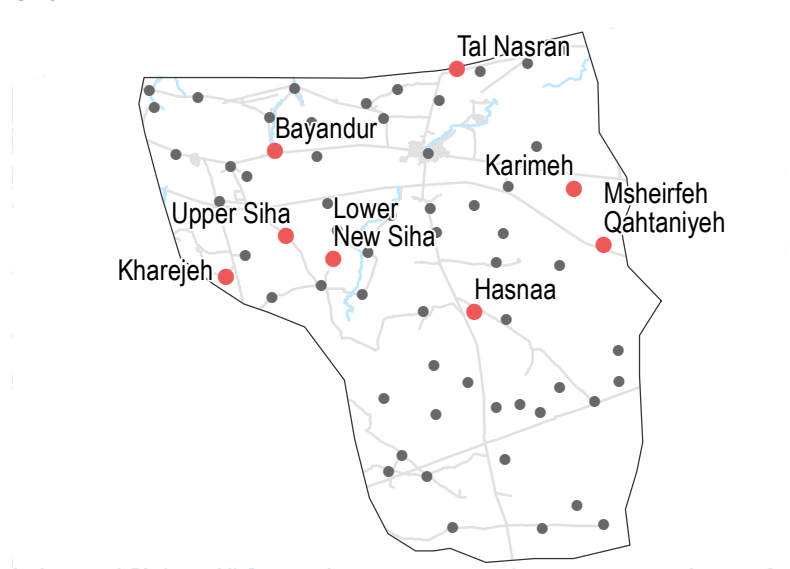 Tal Nasran
Bayandur
Karimeh
Msheirfeh
Qahtaniyeh
Upper Siha
Lower
New Siha
Kharejeh
Hasnaa